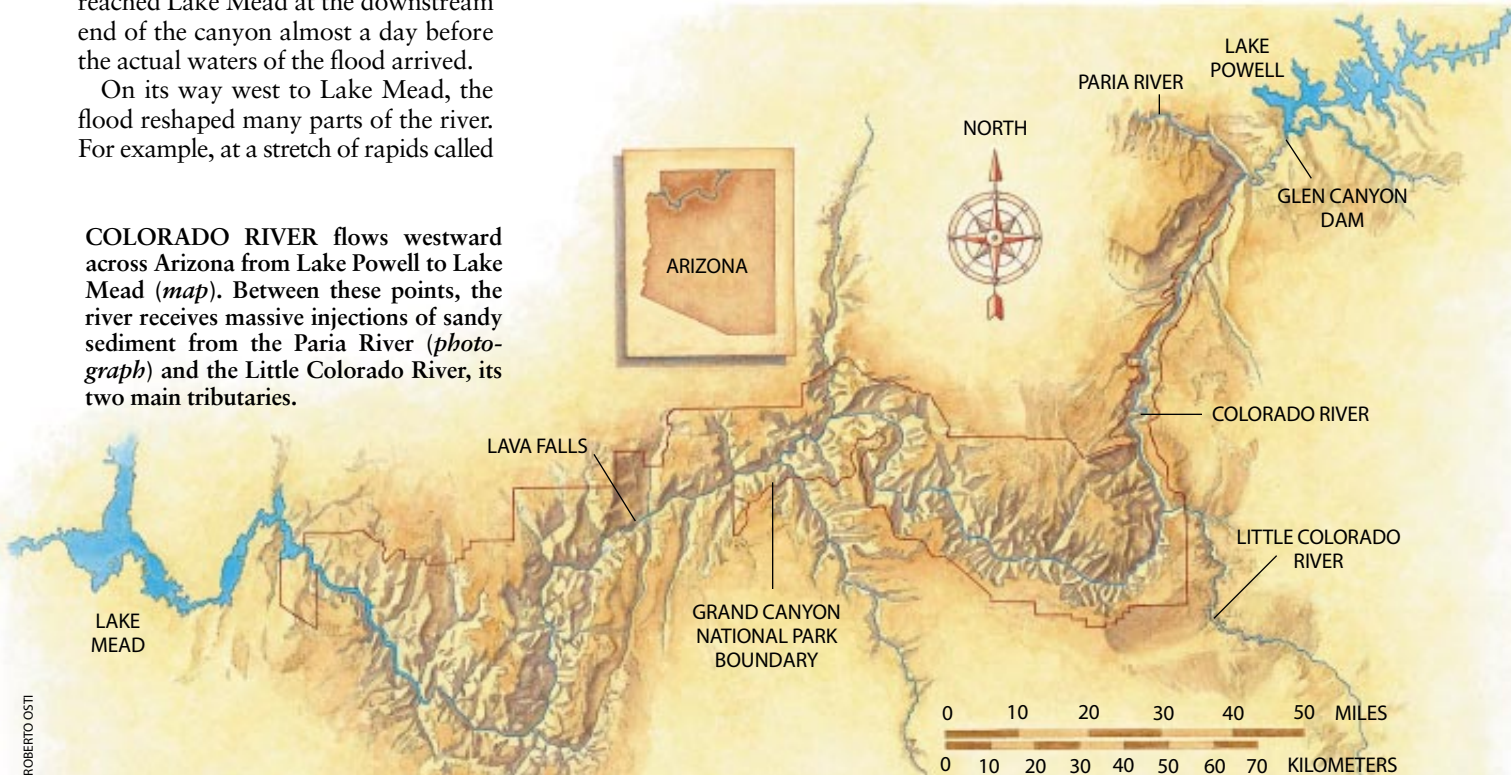 reached Lake Mead at the downstream
end of the canyon almost a day before
the actual waters of the flood arrived.
On its way west to Lake Mead, the
flood reshaped many parts of the river.
For example, at a stretch of rapids called
COLORADO RIVER flows westward
across Arizona from Lake Powell to Lake
Mead (map). Between these points, the
river receives massive injections of sandy
sediment from the Paria River (photo-
graph) and the Little Colorado River, its
two main tributaries.
LAKE
POWELL
PARIA RIVER
NORTH
GLEN CANYON
DAM
ARIZONA
COLORADO RIVER
LAVA FALLS
LITTLE COLORADO
RIVER
LAKE
MEAD
GRAND CANYON
NATIONAL PARK
BOUNDARY
0 10 20 30 40 50 MILES
0 10 20 30 40 50 60 70 KILOMETERS
ROBERTO OSTI